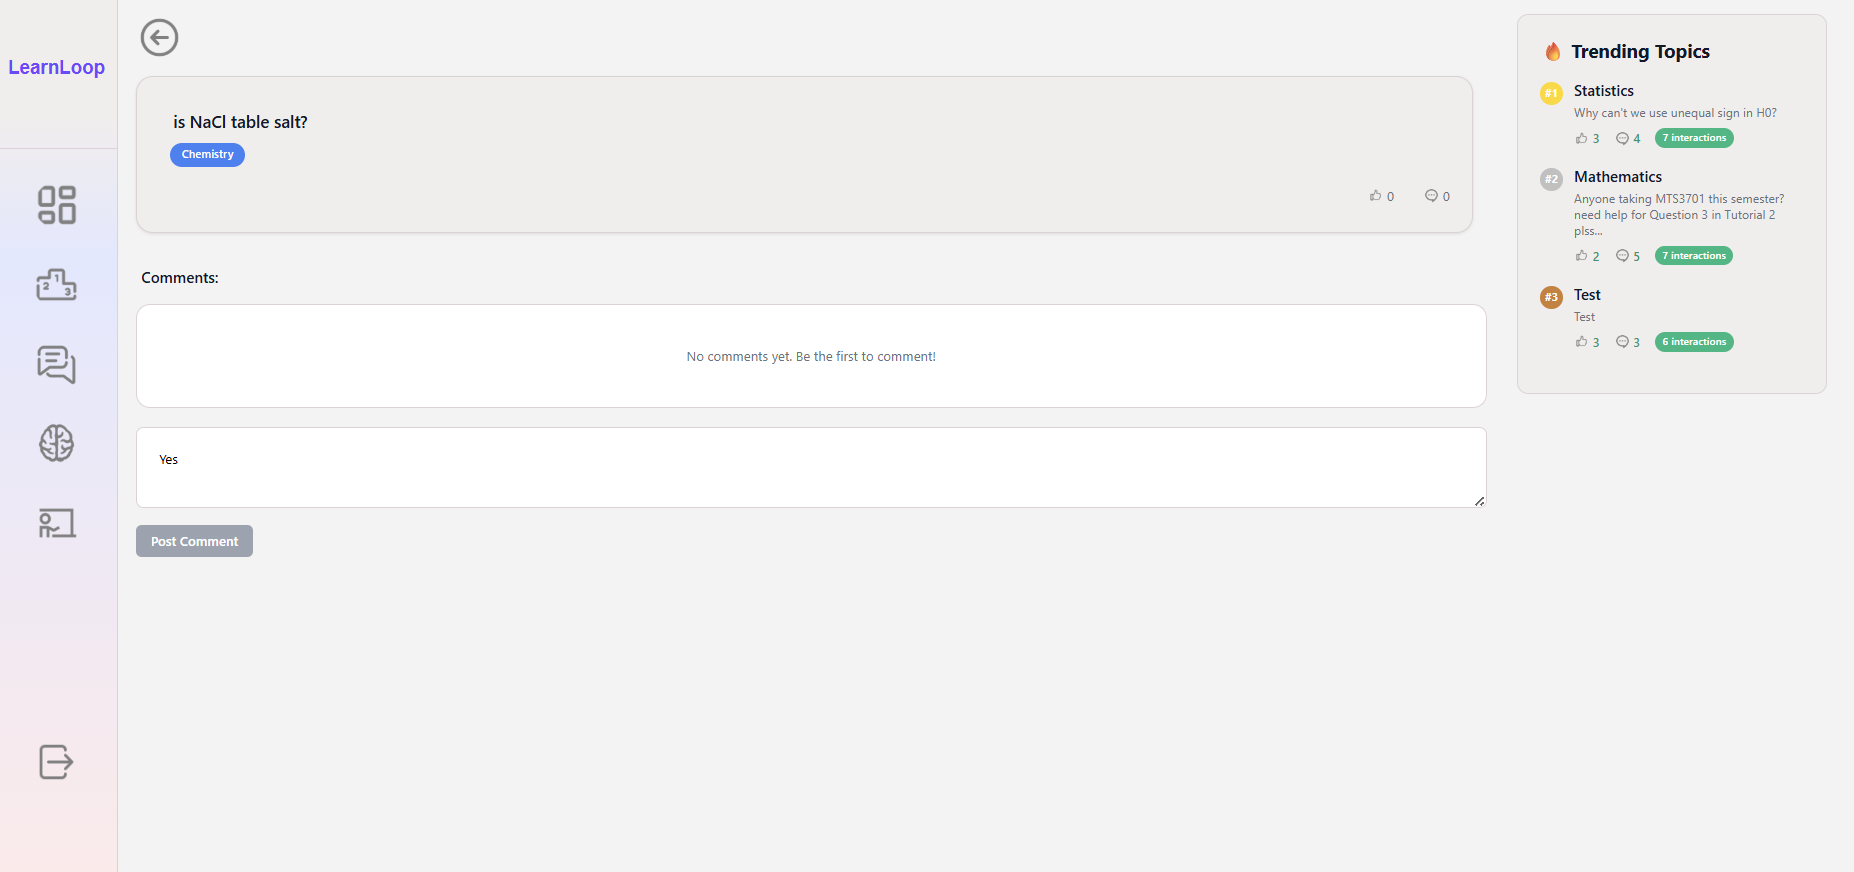 LearnLoop
is NaCl table salt?
Chemistry
0 0
Comments:
No comments yet. Be the first to comment!
Yes
Post Comment
Trending Topics
#1 Statistics
Why can't we use unequal sign in H0?
3 4 7 interactions
#2 Mathematics
Anyone taking MTS3701 this semester?
need help for Question 3 in Tutorial 2
plss...
2 5 7 interactions
#3 Test
Test
3 3 6 interactions
2 1 3